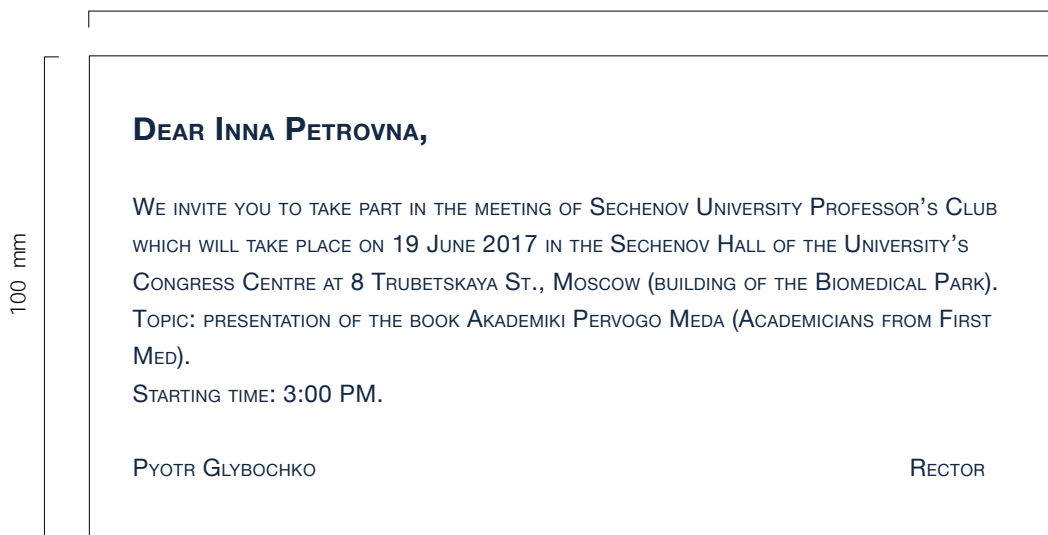 Dear Inna Petrovna,
We invite you to take part in the meeting of Sechenov University Professor's Club
which will take place on 19 June 2017 in the Sechenov Hall of the University's
Congress Centre at 8 Trubetskaya St., Moscow (building of the Biomedical Park).
Topic: presentation of the book Akademiki Pervogo Meda (Academicians from First
Med).
Starting time: 3:00 PM.
Pyotr Glybochko Rector
100 mm